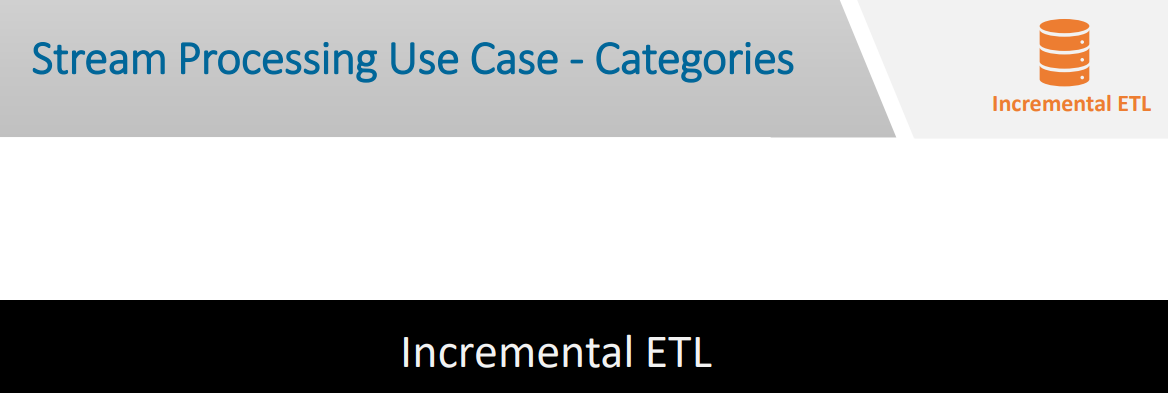 Stream Processing Use Case - Categories
Incremental ETL
Incremental ETL